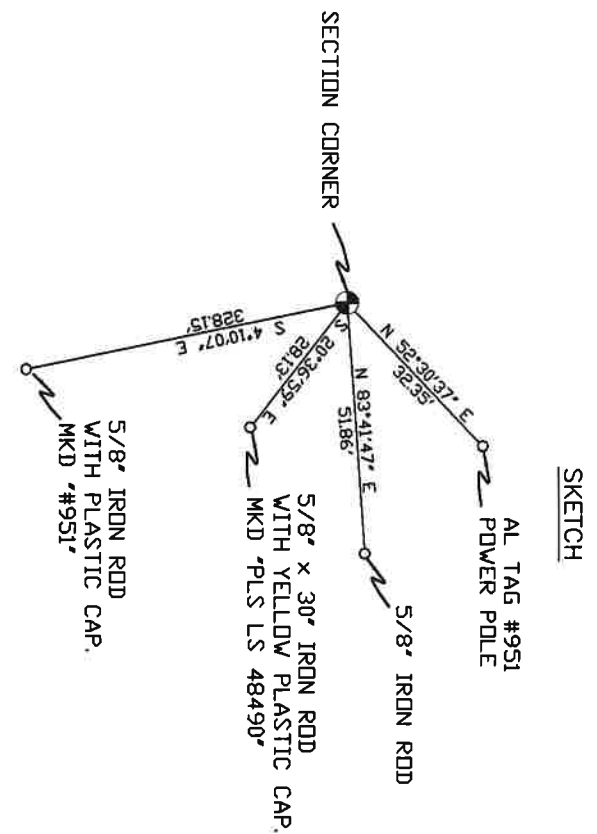 SKETCH
AL TAG #951
POWER POLE
N 52°30'37" E
32.35'
SECTION CORNER
N 83°41'47" E
51.86'
5/8" IRON ROD
S 20°36'59" E
28.13'
5/8" x 30" IRON ROD
WITH YELLOW PLASTIC CAP.
MKD "PLS LS 48490"
S 4°10'07" E
328.15'
5/8" IRON ROD
WITH PLASTIC CAP.
MKD "#951"